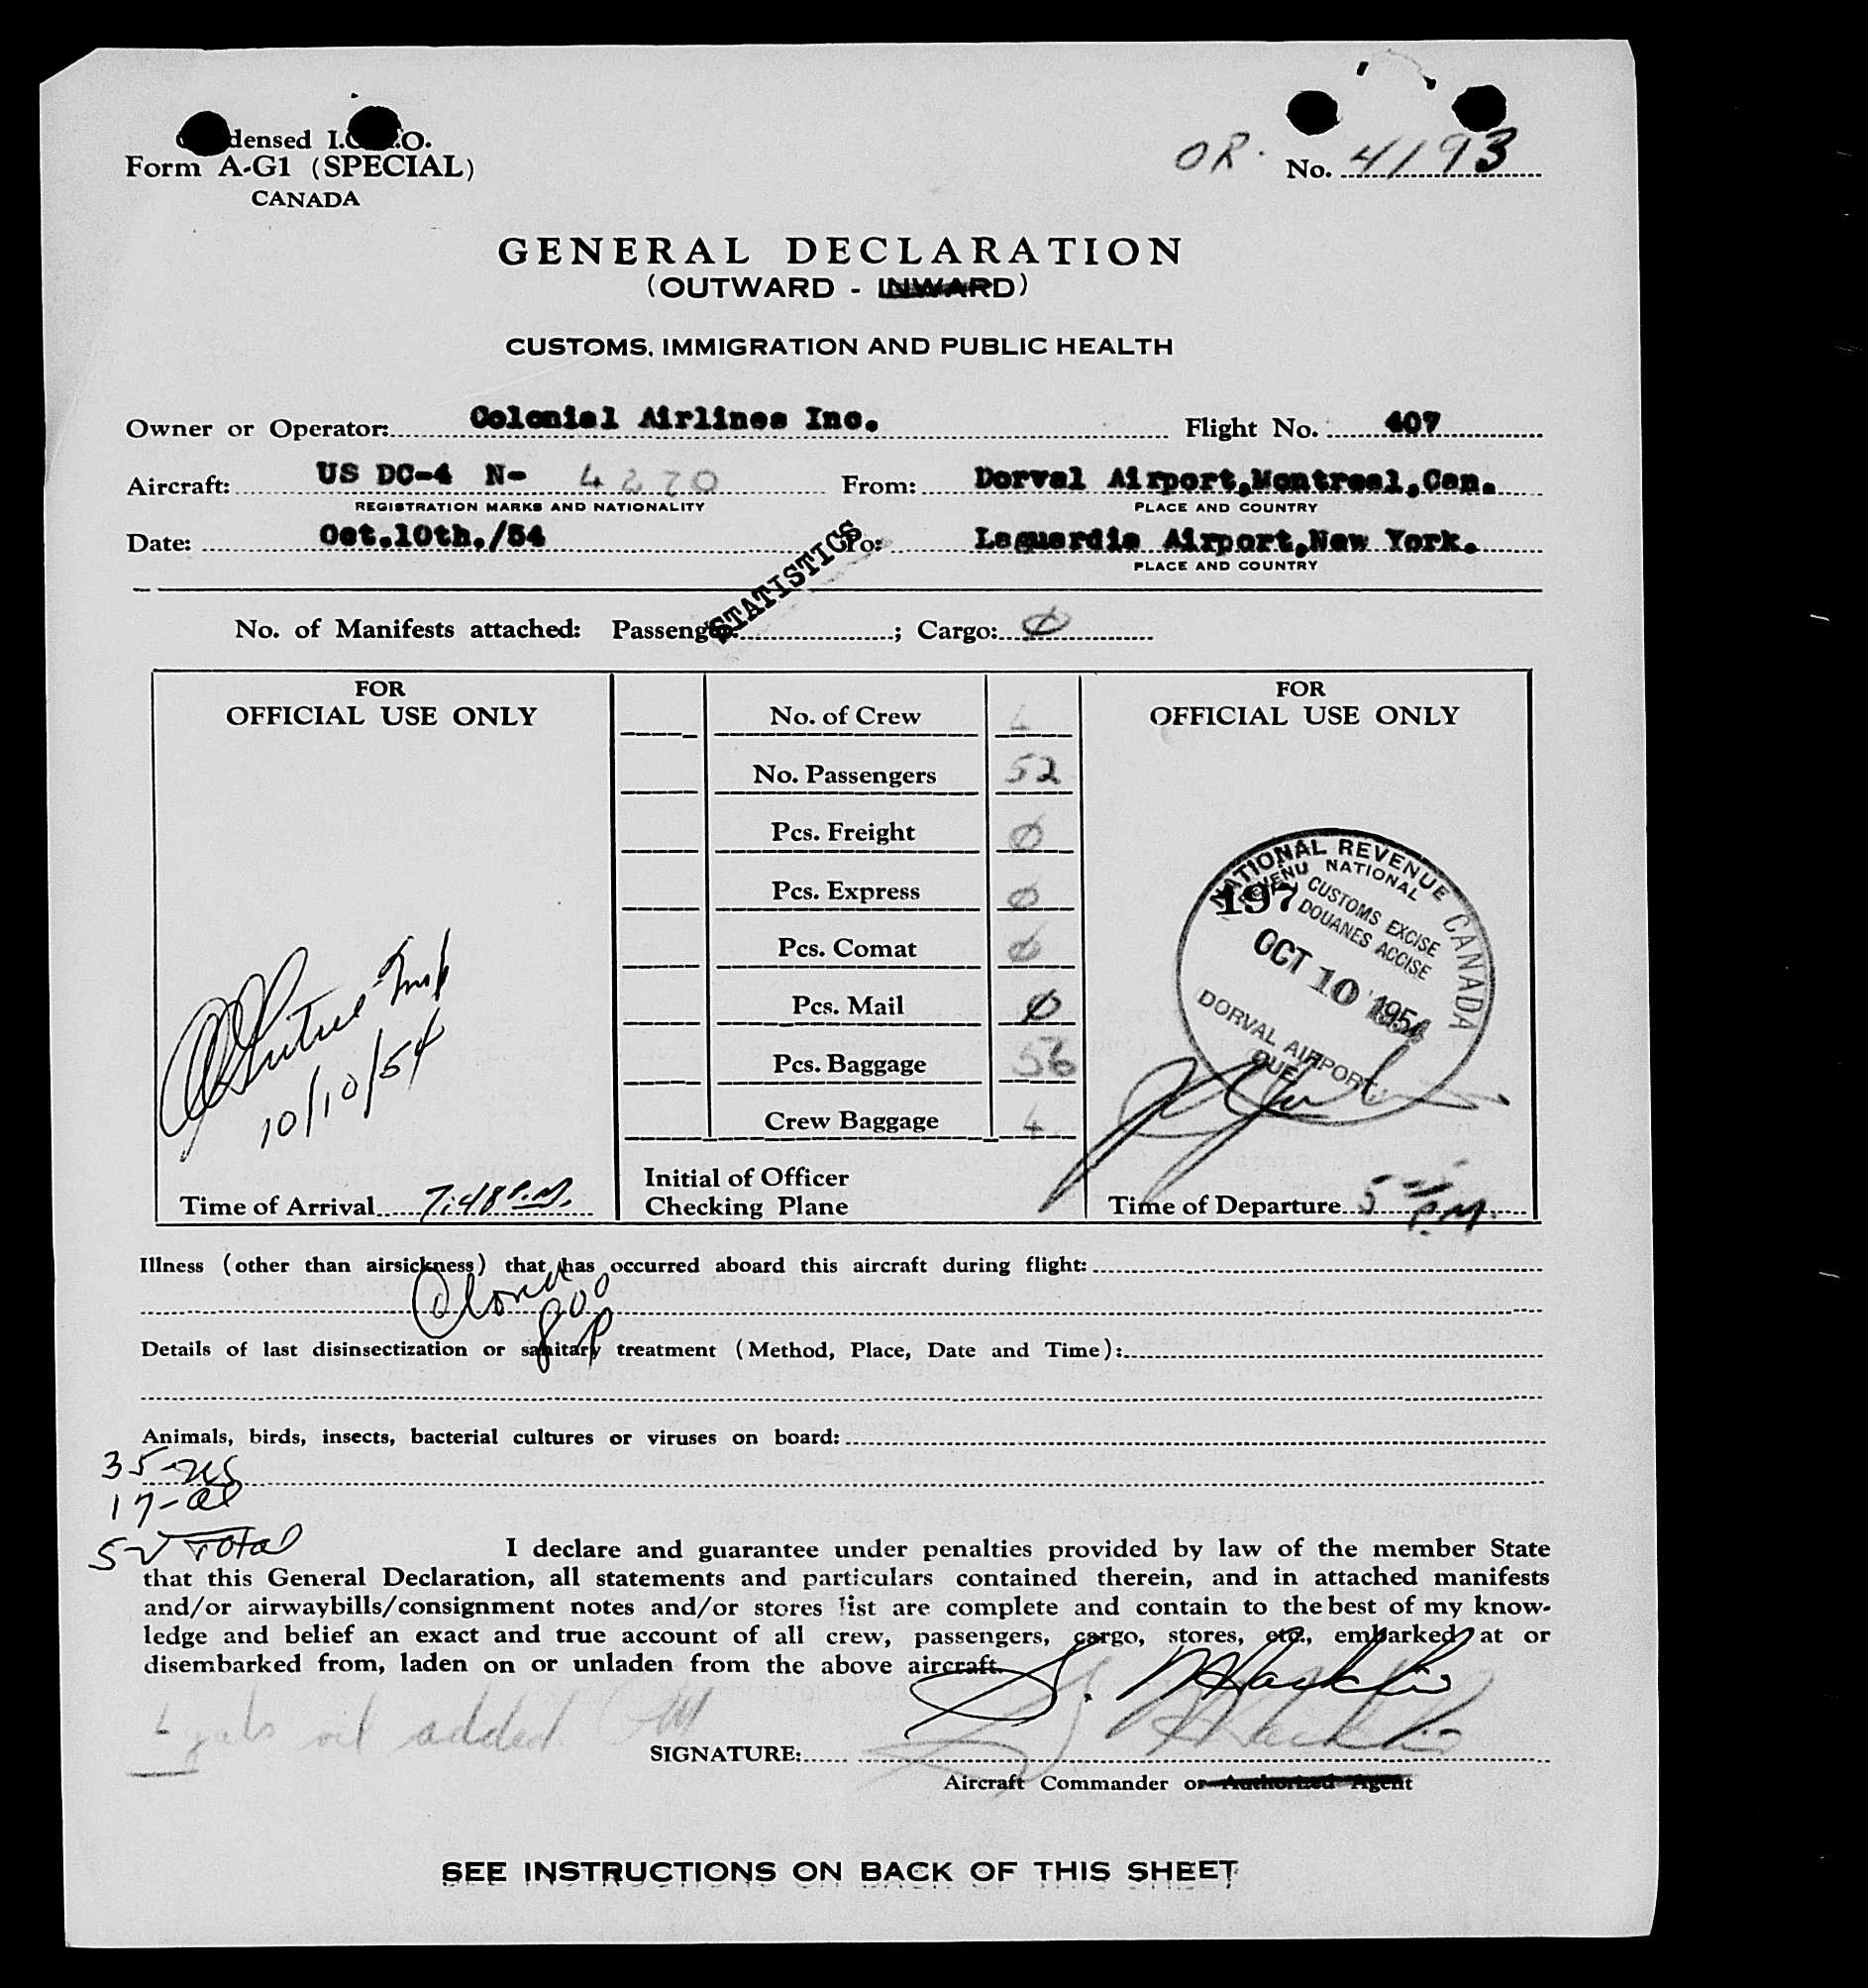 densed I.C.A.O.
Form A-G1 (SPECIAL)
CANADA
OR. No. 4193
GENERAL DECLARATION
(OUTWARD - INWARD)
CUSTOMS, IMMIGRATION AND PUBLIC HEALTH
Owner or Operator: Colonial Airlines Inc. Flight No. 407
Aircraft: US DC-4 N- 4270 From: Dorval Airport, Montreal, Can.
REGISTRATION MARKS AND NATIONALITY PLACE AND COUNTRY
Date: Oct.10th./54 To: Laguardia Airport, New York.
PLACE AND COUNTRY
STATISTICS
No. of Manifests attached: Passenger: ; Cargo: 0
FOR
OFFICIAL USE ONLY
No. of Crew 4
No. Passengers 52
Pcs. Freight 0
Pcs. Express 0
Pcs. Comat 0
Pcs. Mail 0
Pcs. Baggage 56
Crew Baggage 4
Initial of Officer
Checking Plane
10/10/54
Time of Arrival 7:48 P.M.
FOR
OFFICIAL USE ONLY
NATIONAL REVENUE CANADA
REVENU NATIONAL
197
CUSTOMS EXCISE
DOUANES ACCISE
OCT 10 1954
DORVAL AIRPORT
QUE.
Time of Departure 5 P.M.
Illness (other than airsickness) that has occurred aboard this aircraft during flight:
800
Details of last disinsectization or sanitary treatment (Method, Place, Date and Time):
Animals, birds, insects, bacterial cultures or viruses on board:
35-US
17-al
52 Total
I declare and guarantee under penalties provided by law of the member State
that this General Declaration, all statements and particulars contained therein, and in attached manifests
and/or airwaybills/consignment notes and/or stores list are complete and contain to the best of my know-
ledge and belief an exact and true account of all crew, passengers, cargo, stores, etc., embarked at or
disembarked from, laden on or unladen from the above aircraft.
gals oil added
SIGNATURE:
Aircraft Commander or Authorized Agent
SEE INSTRUCTIONS ON BACK OF THIS SHEET